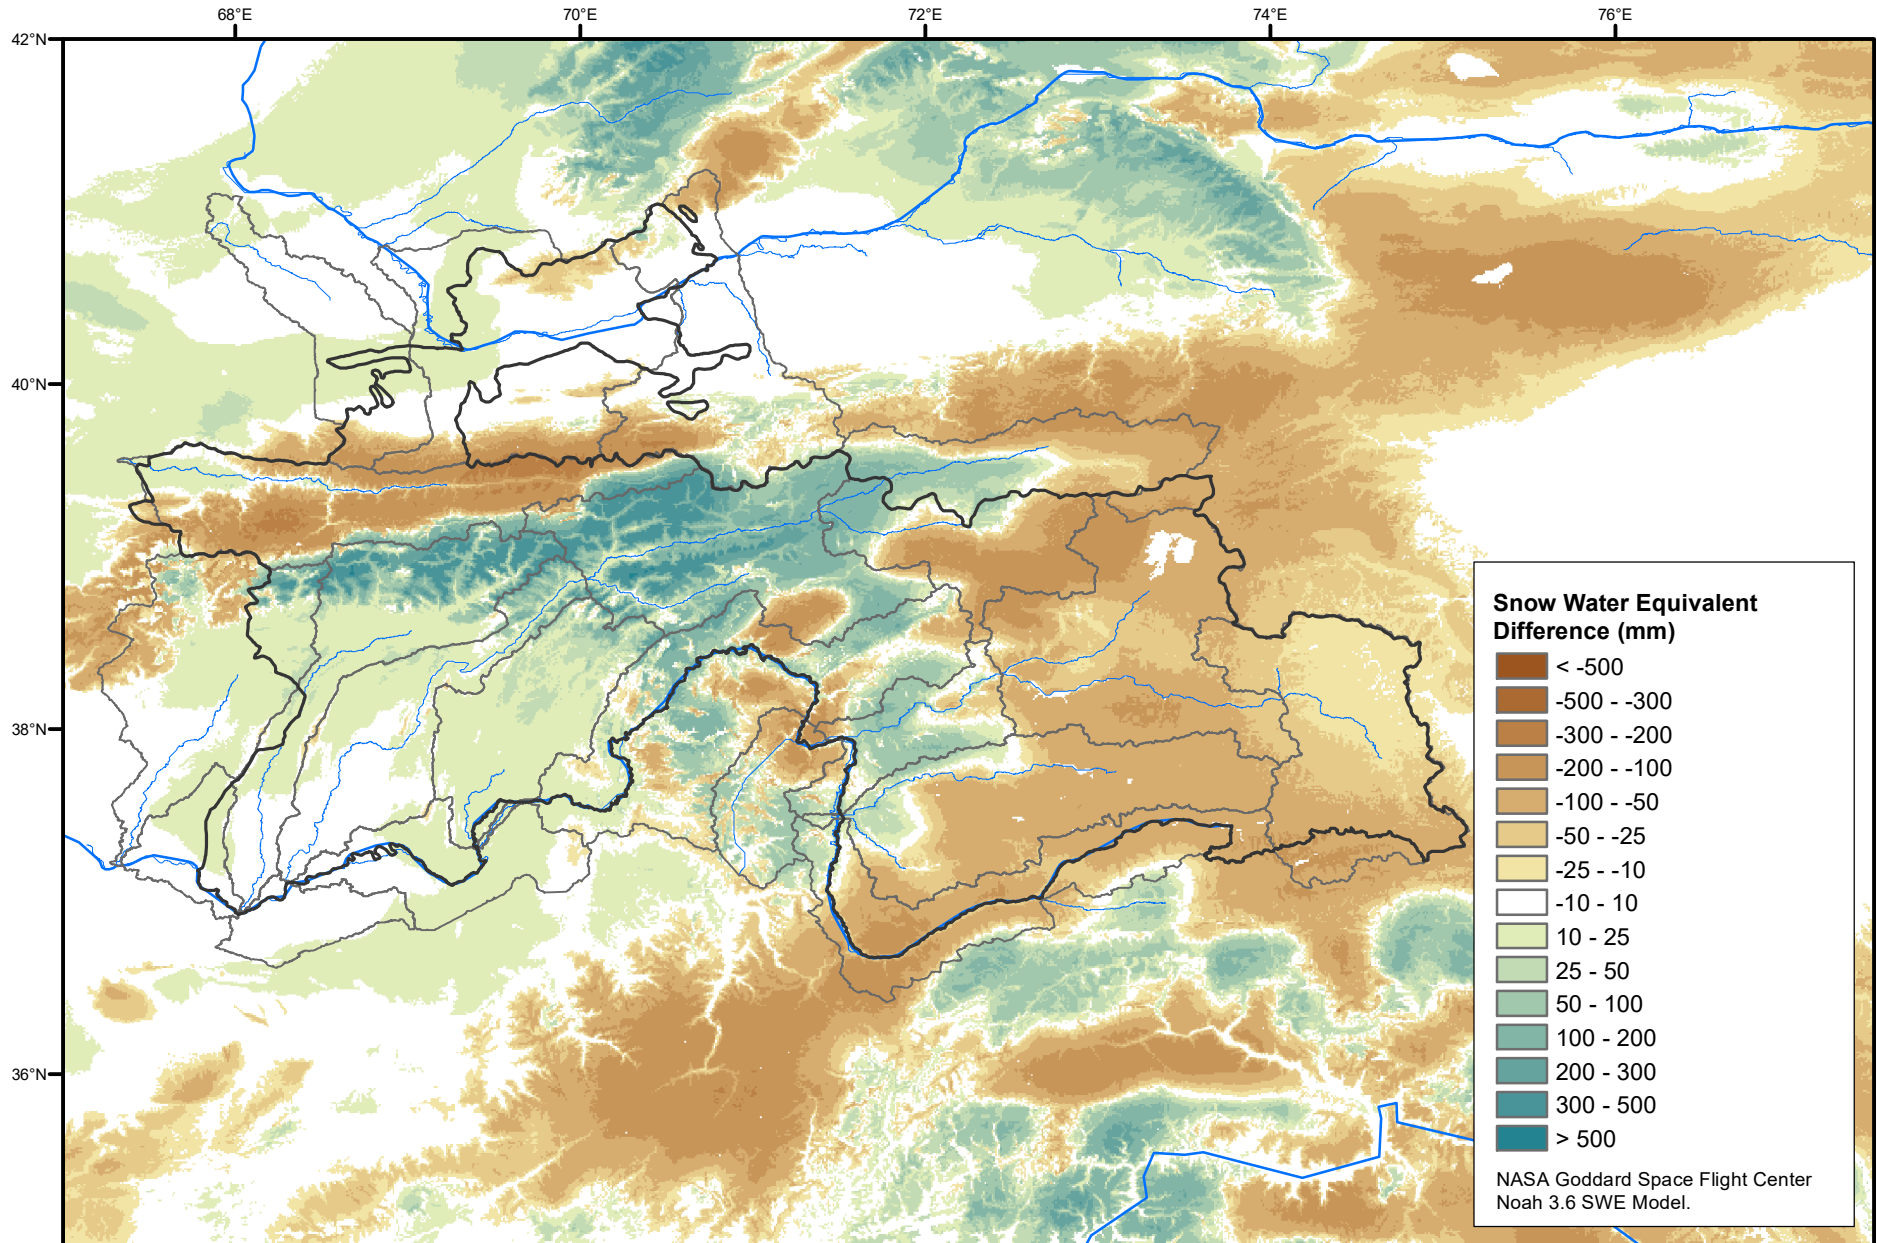 68°E
70°E
72°E
74°E
76°E
42°N
40°N
38°N
36°N
Snow Water Equivalent
Difference (mm)
< -500
-500 - -300
-300 - -200
-200 - -100
-100 - -50
-50 - -25
-25 - -10
-10 - 10
10 - 25
25 - 50
50 - 100
100 - 200
200 - 300
300 - 500
> 500
NASA Goddard Space Flight Center
Noah 3.6 SWE Model.